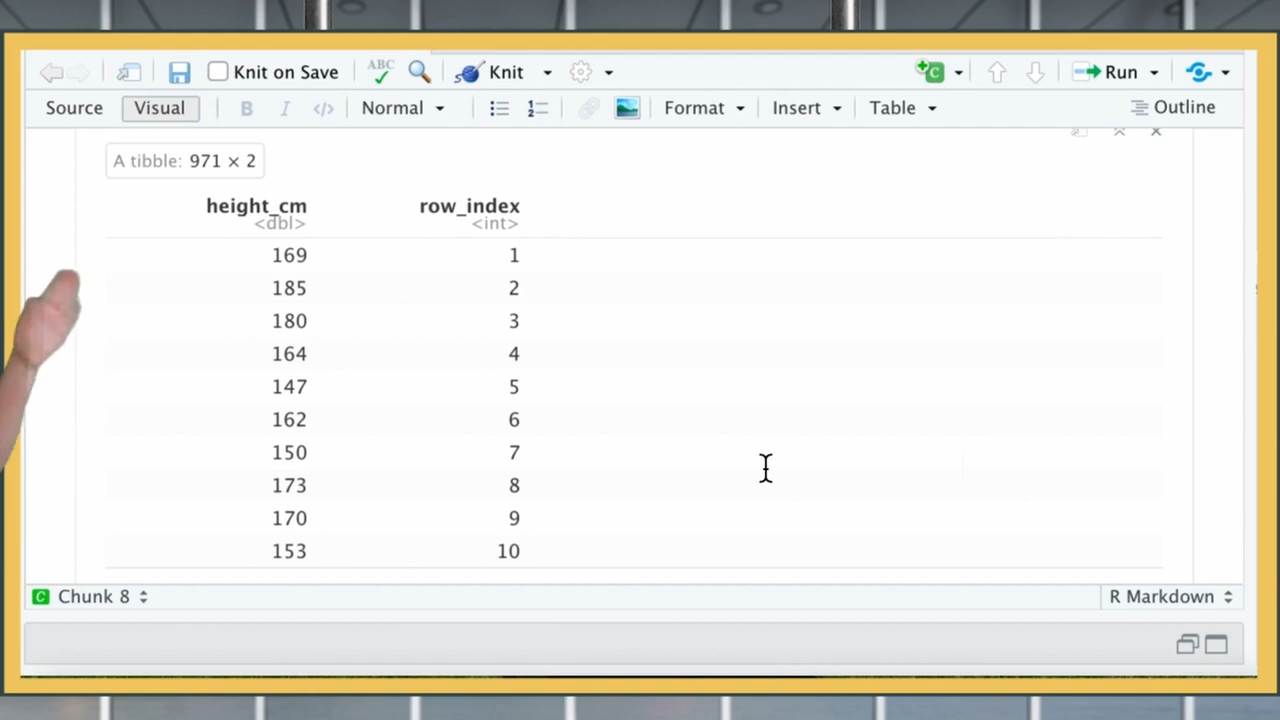 Knit on Save ABC Knit C Run
Source Visual B I </> Normal Format Insert Table Outline
A tibble: 971 × 2
height_cm row_index
<dbl> <int>
169 1
185 2
180 3
164 4
147 5
162 6
150 7
173 8
170 9
153 10
C Chunk 8 R Markdown